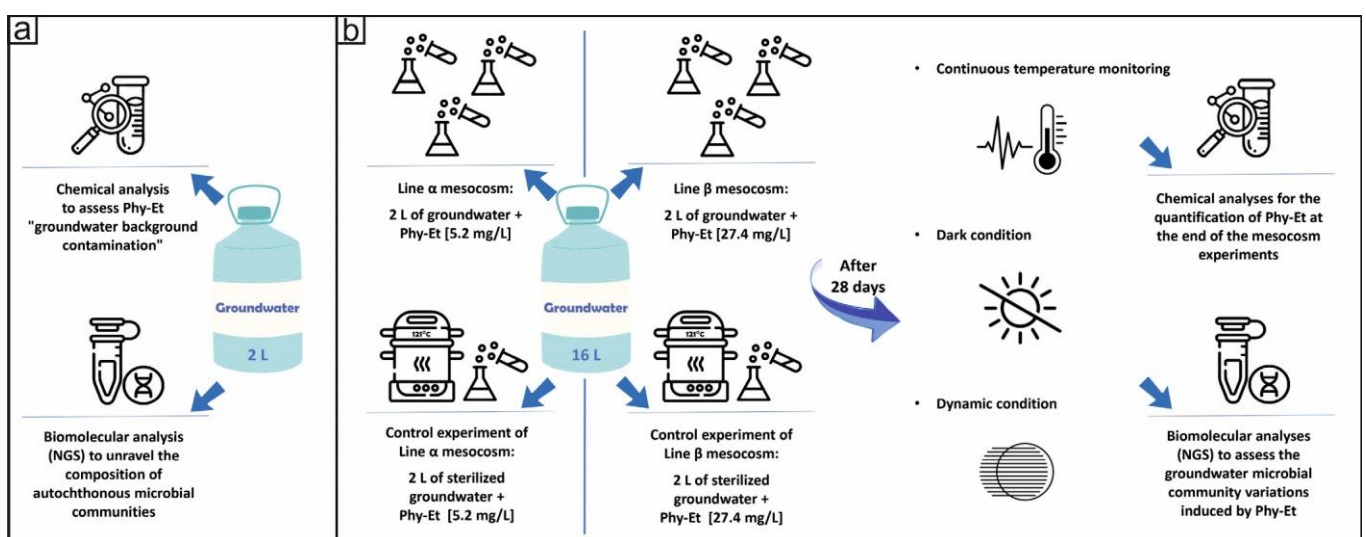 a
Chemical analysis
to assess Phy-Et
"groundwater background
contamination"
Groundwater
2 L
Biomolecular analysis
(NGS) to unravel the
composition of
autochthonous microbial
communities
b
Line α mesocosm:
2 L of groundwater +
Phy-Et [5.2 mg/L]
Line β mesocosm:
2 L of groundwater +
Phy-Et [27.4 mg/L]
Groundwater
16 L
121°C
Control experiment of
Line α mesocosm:
2 L of sterilized
groundwater +
Phy-Et [5.2 mg/L]
121°C
Control experiment of
Line β mesocosm:
2 L of sterilized
groundwater +
Phy-Et [27.4 mg/L]
After
28 days
• Continuous temperature monitoring
• Dark condition
• Dynamic condition
Chemical analyses for the
quantification of Phy-Et at
the end of the mesocosm
experiments
Biomolecular analyses
(NGS) to assess the
groundwater microbial
community variations
induced by Phy-Et